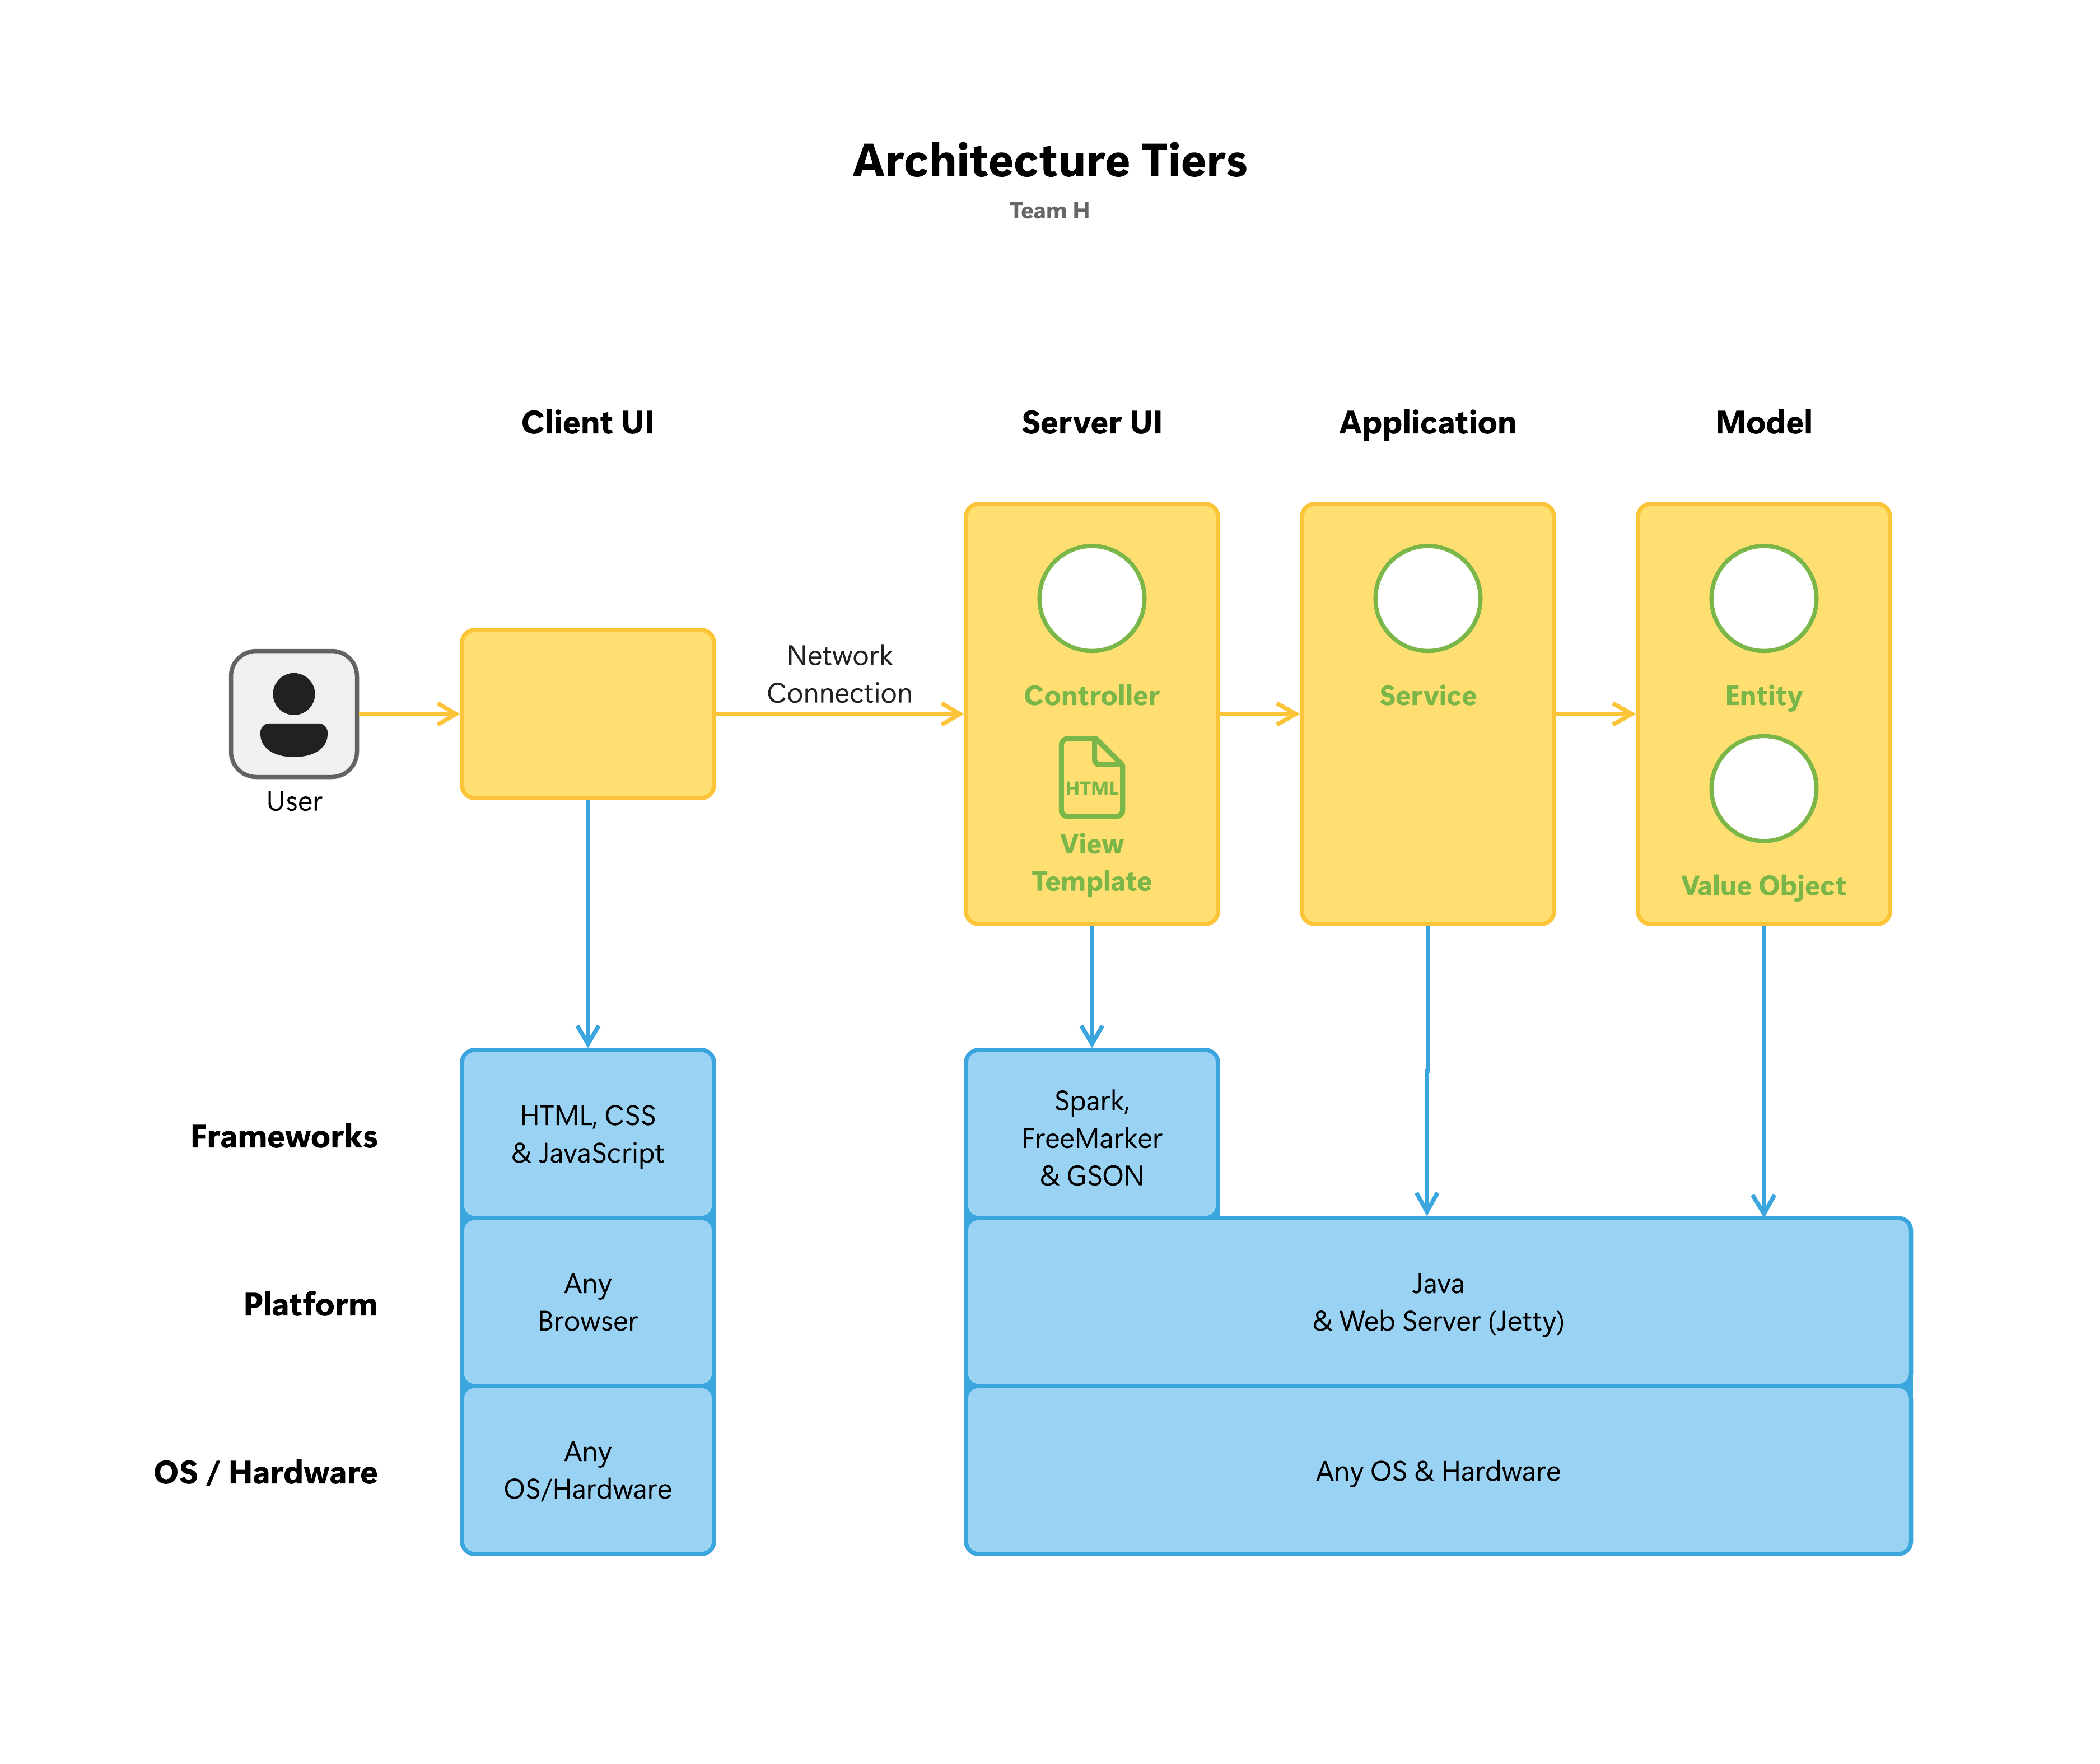 Architecture Tiers
Team H
Client UI
Server UI
Application
Model
Network
Connection
User
Controller
HTML
View
Template
Service
Entity
Value Object
Frameworks
HTML, CSS
& JavaScript
Spark,
FreeMarker
& GSON
Platform
Any
Browser
Java
& Web Server (Jetty)
OS / Hardware
Any
OS/Hardware
Any OS & Hardware